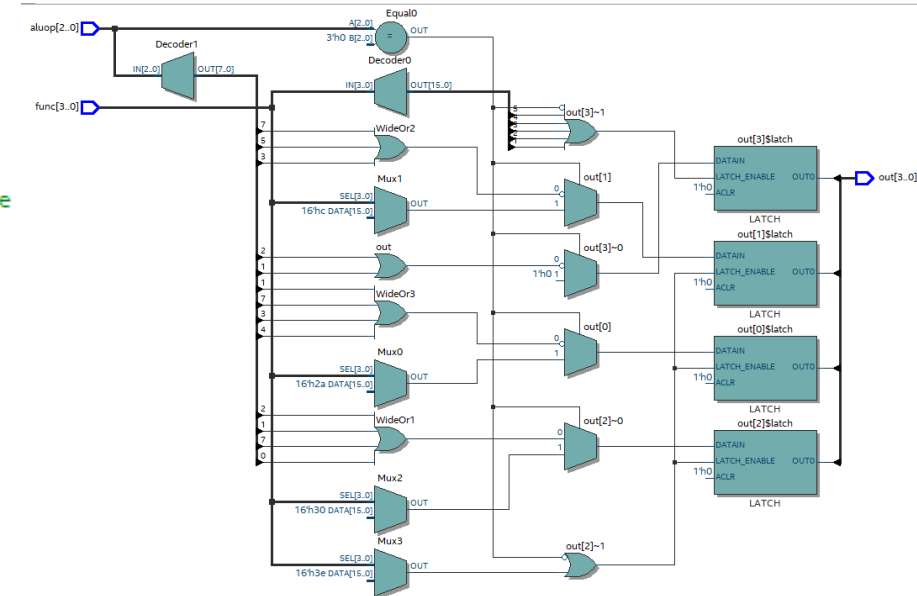 Equal0
aluop[2..0]
A[2..0]
3'h0 B[2..0]
=
OUT
Decoder1
IN[2..0]
OUT[7..0]
Decoder0
IN[3..0]
OUT[15..0]
func[3..0]
5
out[3]~1
7
5
3
WideOr2
e
Mux1
SEL[3..0]
16'hc DATA[15..0]
OUT
out[1]
0
1
out[3]$latch
DATAIN
LATCH_ENABLE
OUT0
1'h0
ACLR
LATCH
out[3..0]
2
1
out
out[3]~0
0
1'h0 1
out[1]$latch
DATAIN
LATCH_ENABLE
OUT0
1'h0
ACLR
LATCH
1
7
3
4
WideOr3
out[0]
0
1
out[0]$latch
DATAIN
LATCH_ENABLE
OUT0
1'h0
ACLR
LATCH
Mux0
SEL[3..0]
16'h2a DATA[15..0]
OUT
2
1
7
0
WideOr1
out[2]~0
0
1
out[2]$latch
DATAIN
LATCH_ENABLE
OUT0
1'h0
ACLR
LATCH
Mux2
SEL[3..0]
16'h30 DATA[15..0]
OUT
Mux3
SEL[3..0]
16'h3e DATA[15..0]
OUT
out[2]~1